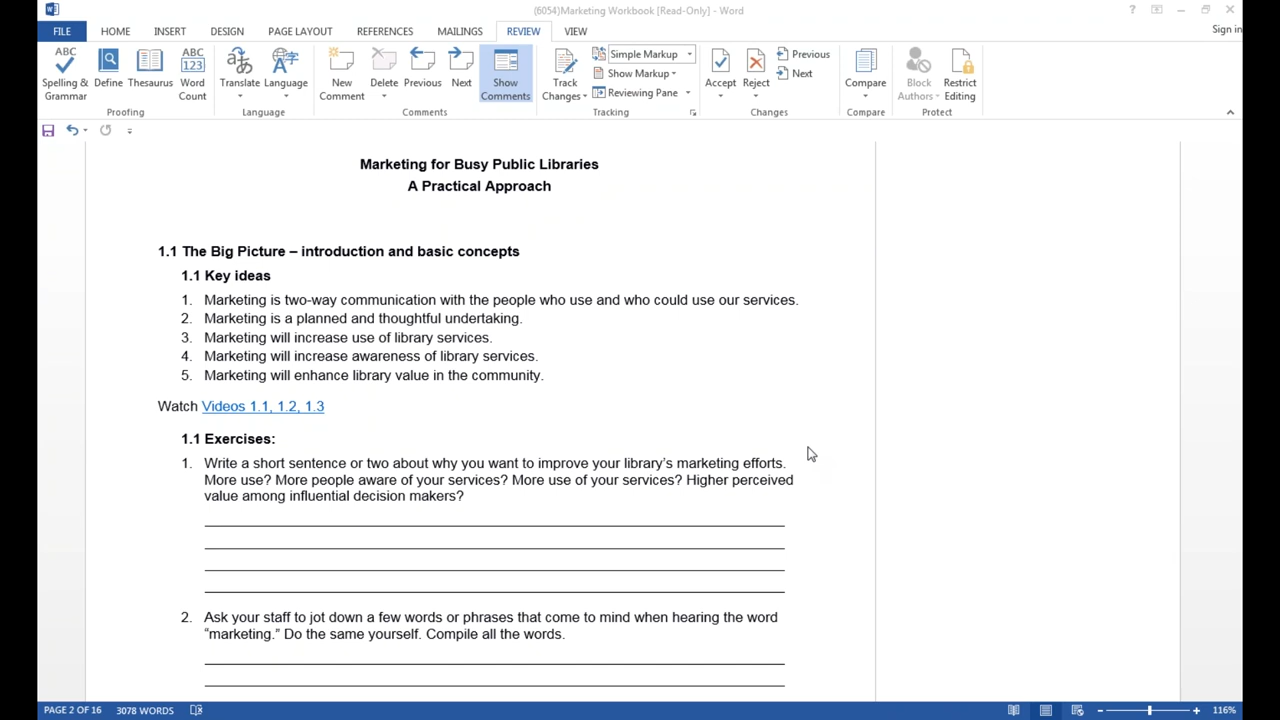 (6054)Marketing Workbook [Read-Only] - Word
?
Sign in
FILE HOME INSERT DESIGN PAGE LAYOUT REFERENCES MAILINGS REVIEW VIEW
ABC
Spelling &
Grammar
Define
Thesaurus
ABC
123
Word
Count
Proofing
Translate
Language
Language
New
Comment
Delete
Previous
Next
Show
Comments
Comments
Track
Changes
Simple Markup
Show Markup
Reviewing Pane
Tracking
Accept
Reject
Previous
Next
Changes
Compare
Compare
Block
Authors
Restrict
Editing
Protect
Marketing for Busy Public Libraries
A Practical Approach
1.1 The Big Picture – introduction and basic concepts
1.1 Key ideas
1. Marketing is two-way communication with the people who use and who could use our services.
2. Marketing is a planned and thoughtful undertaking.
3. Marketing will increase use of library services.
4. Marketing will increase awareness of library services.
5. Marketing will enhance library value in the community.
Watch Videos 1.1, 1.2, 1.3
1.1 Exercises:
1. Write a short sentence or two about why you want to improve your library’s marketing efforts.
More use? More people aware of your services? More use of your services? Higher perceived
value among influential decision makers?
2. Ask your staff to jot down a few words or phrases that come to mind when hearing the word
“marketing.” Do the same yourself. Compile all the words.
PAGE 2 OF 16 3078 WORDS
116%